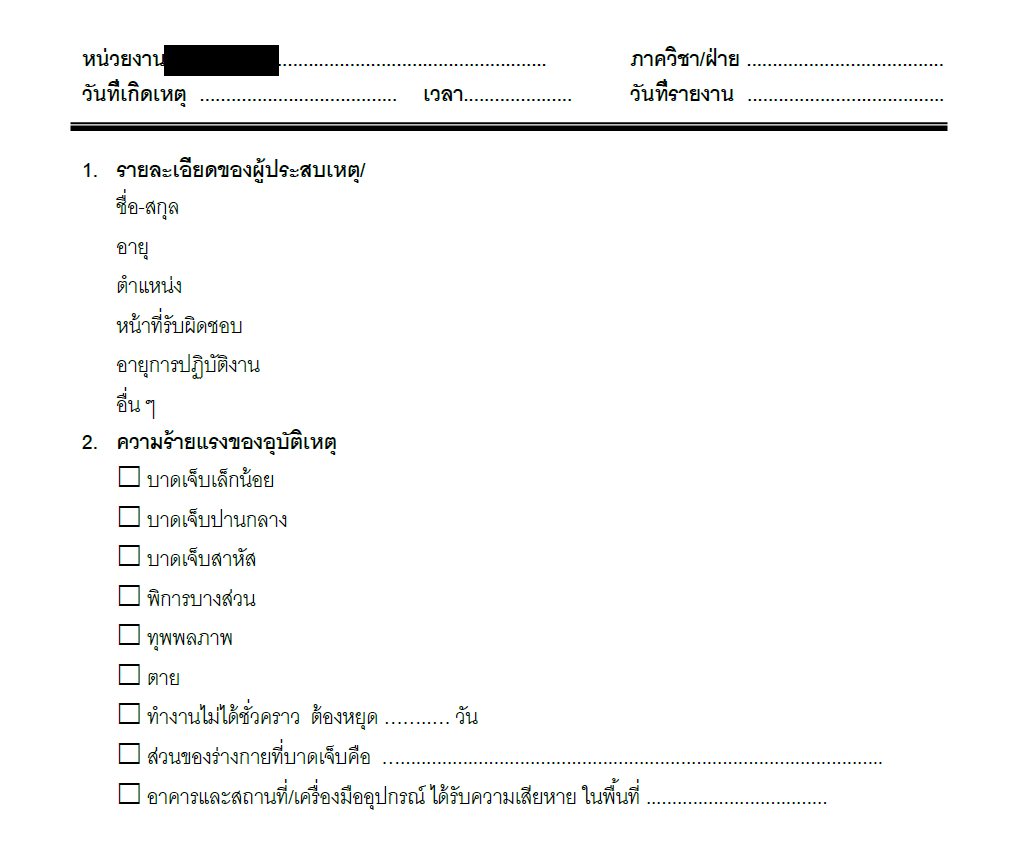 หน่วยงาน.................................................... ภาควิชา/ฝ่าย ......................................
วันที่เกิดเหตุ ...................................... เวลา..................... วันที่รายงาน ......................................
1. รายละเอียดของผู้ประสบเหตุ/
ชื่อ-สกุล
อายุ
ตำแหน่ง
หน้าที่รับผิดชอบ
อายุการปฏิบัติงาน
อื่น ๆ
2. ความร้ายแรงของอุบัติเหตุ
☐ บาดเจ็บเล็กน้อย
☐ บาดเจ็บปานกลาง
☐ บาดเจ็บสาหัส
☐ พิการบางส่วน
☐ ทุพพลภาพ
☐ ตาย
☐ ทำงานไม่ได้ชั่วคราว ต้องหยุด …….…. วัน
☐ ส่วนของร่างกายที่บาดเจ็บคือ …............................................................................................
☐ อาคารและสถานที่/เครื่องมืออุปกรณ์ ได้รับความเสียหาย ในพื้นที่ ...................................